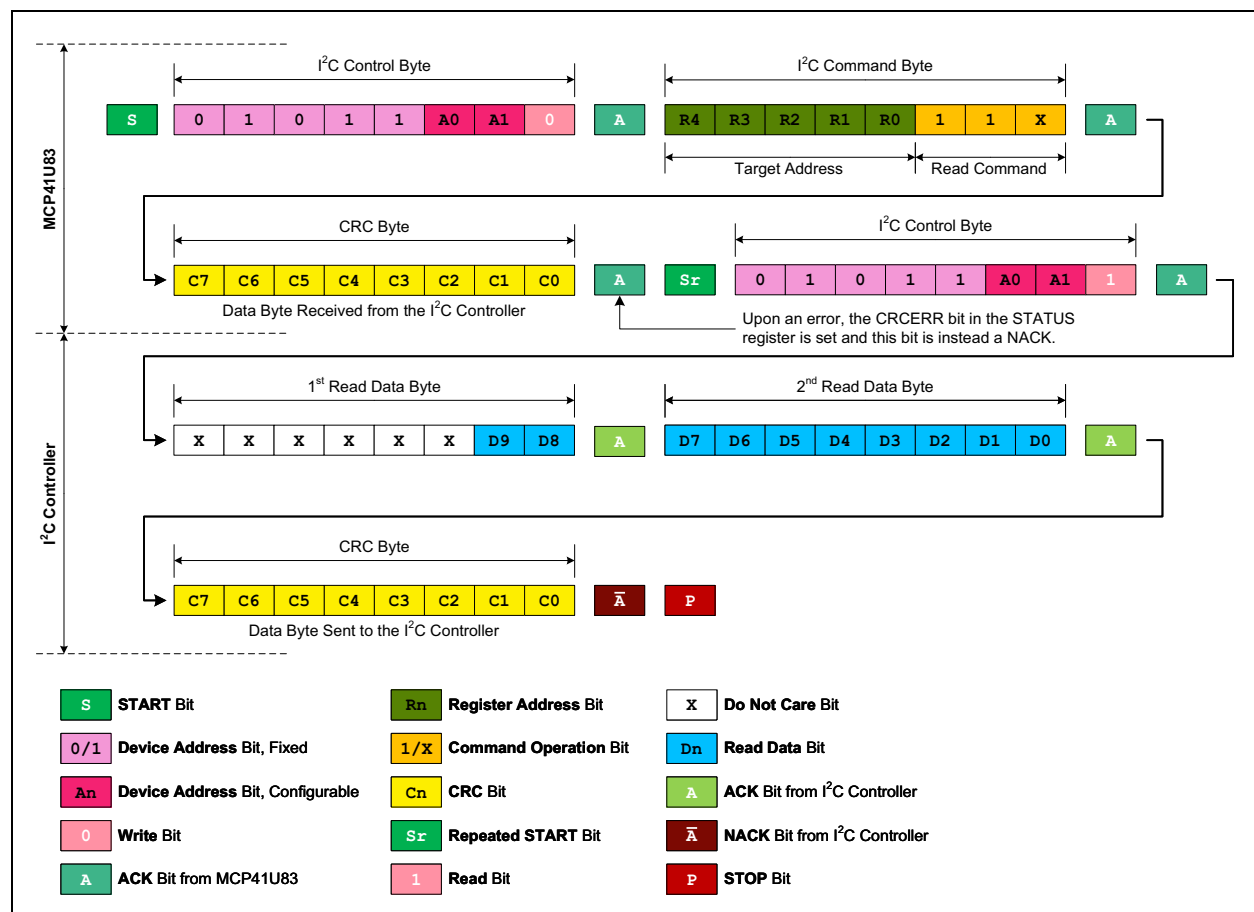 I²C Control Byte I²C Command Byte
S 0 1 0 1 1 A0 A1 0 A R4 R3 R2 R1 R0 1 1 X A
Target Address Read Command
MCP41U83
CRC Byte I²C Control Byte
C7 C6 C5 C4 C3 C2 C1 C0 A Sr 0 1 0 1 1 A0 A1 1 A
Data Byte Received from the I²C Controller
Upon an error, the CRCERR bit in the STATUS
register is set and this bit is instead a NACK.
I²C Controller
1st Read Data Byte 2nd Read Data Byte
X X X X X X D9 D8 A D7 D6 D5 D4 D3 D2 D1 D0 A
CRC Byte
C7 C6 C5 C4 C3 C2 C1 C0 A̅ P
Data Byte Sent to the I²C Controller
S START Bit
0/1 Device Address Bit, Fixed
An Device Address Bit, Configurable
0 Write Bit
A ACK Bit from MCP41U83
Rn Register Address Bit
1/X Command Operation Bit
Cn CRC Bit
Sr Repeated START Bit
1 Read Bit
X Do Not Care Bit
Dn Read Data Bit
A ACK Bit from I²C Controller
A̅ NACK Bit from I²C Controller
P STOP Bit